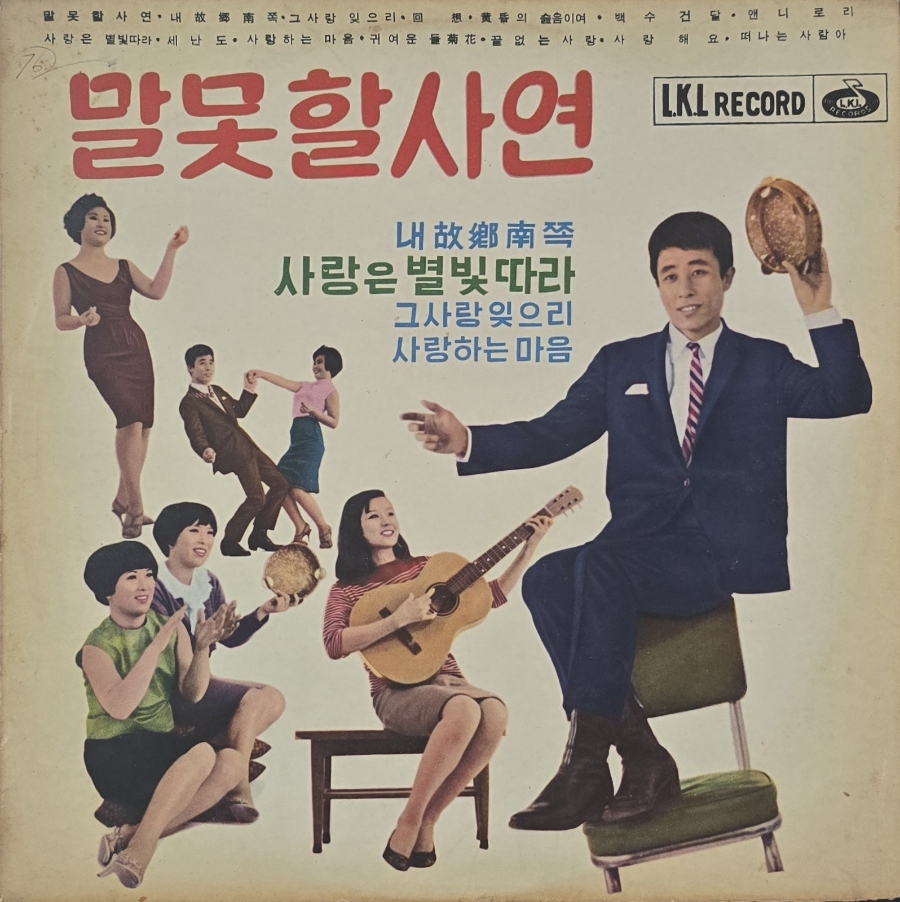 말 못 할 사 연 • 내 故 鄕 南 쪽 • 그 사 랑 잊 으 리 • 回 想 • 黄 昏 의 솔음이여 • 백 수 건 달 • 앤 니 로 리
사랑은 별빛따라 • 세 난 도 • 사랑하는 마음 • 귀여운 들菊花 • 끝없는 사랑 • 사 랑 해 요 • 떠나는 사람아
말못할사연
L.K.L RECORD
L.K.L
RECORDS
내故鄕南쪽
사랑은별빛따라
그사랑잊으리
사랑하는마음